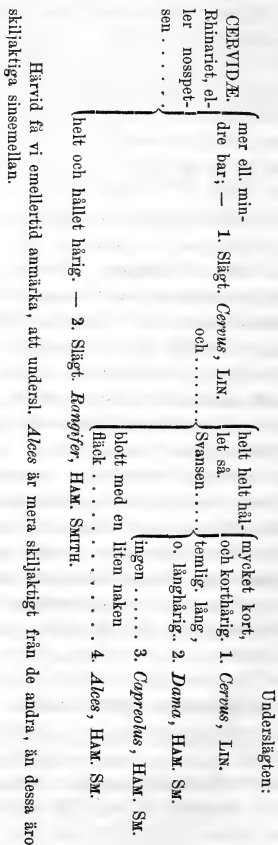 Underslägten:
mer ell. min- helt helt hål- mycket kort,
CERVIDÆ. dre bar; — 1. Slägt. Cervus, LIN. let så. och korthårig. 1. Cervus, LIN.
Rhinariet, el- och ......... Svansen ..... temlig. lång,
ler nosspet- o. långhårig.. 2. Dama, HAM. SM.
sen ......
ingen ...... 3. Capreolus, HAM. SM.
blott med en liten naken
fläck .......... 4. Alces, HAM. SM.
helt och hållet hårig. — 2. Slägt. Rangifer, HAM. SMITH.
Härvid få vi emellertid anmärka, att undersl. Alces är mera skiljaktigt från de andra, än dessa äro
skiljaktiga sinsemellan.